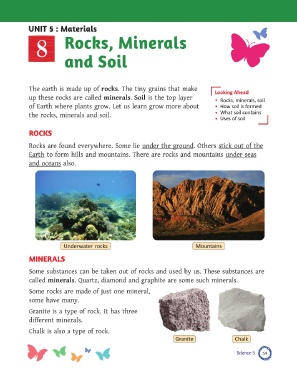 UNIT 5 : Materials
8
Rocks, Minerals
and Soil
The earth is made up of rocks. The tiny grains that make
up these rocks are called minerals. Soil is the top layer
of Earth where plants grow. Let us learn grow more about
the rocks, minerals and soil.
Looking Ahead
• Rocks, minerals, soil
• How soil is formed
• What soil contains
• Uses of soil
ROCKS
Rocks are found everywhere. Some lie under the ground. Others stick out of the
Earth to form hills and mountains. There are rocks and mountains under seas
and oceans also.
Underwater rocks
Mountains
MINERALS
Some substances can be taken out of rocks and used by us. These substances are
called minerals. Quartz, diamond and graphite are some such minerals.
Some rocks are made of just one mineral,
some have many.
Granite is a type of rock. It has three
different minerals.
Chalk is also a type of rock.
Granite
Chalk
Science-5